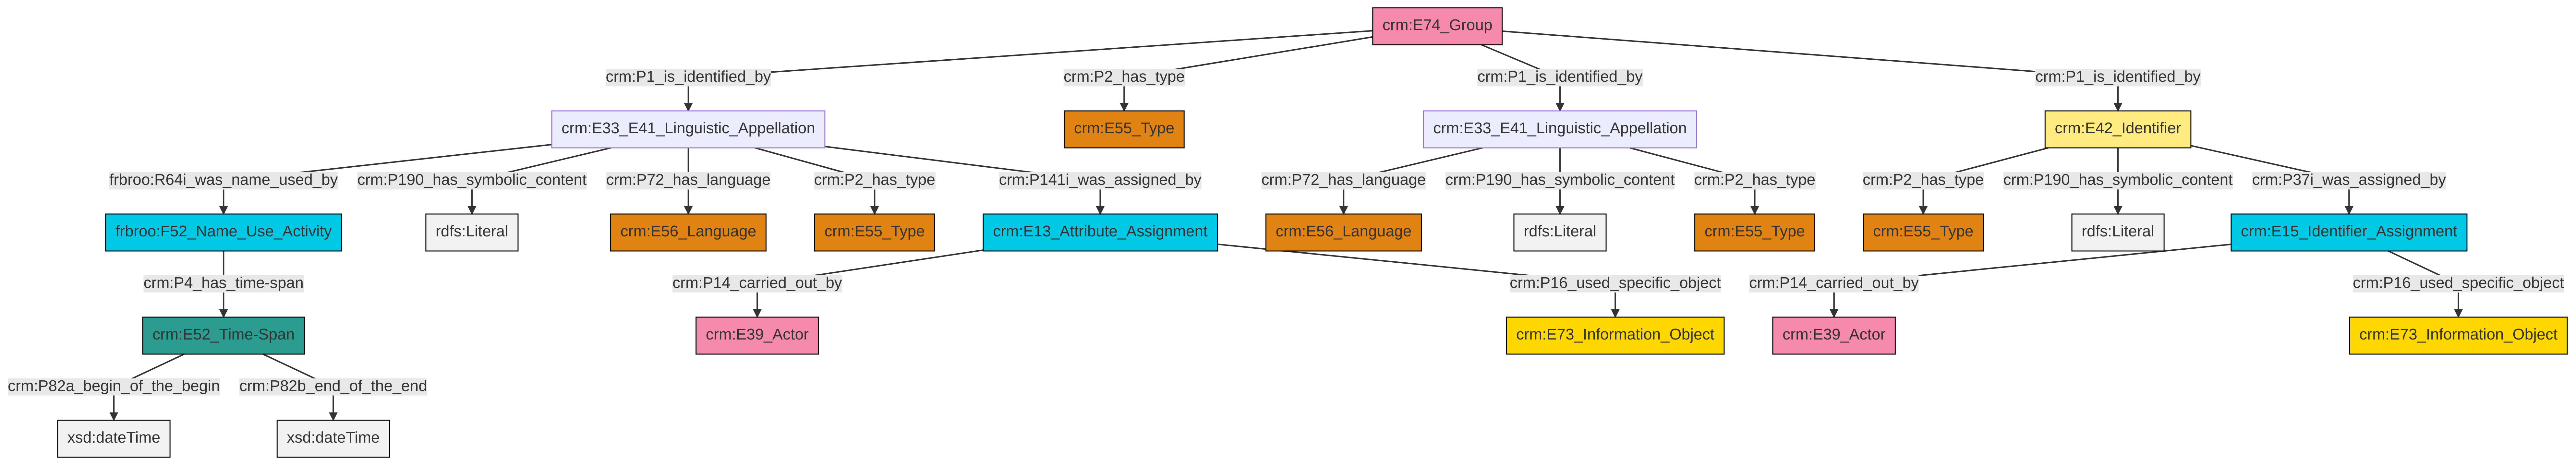 crm:E74_Group
crm:P1_is_identified_by
crm:P2_has_type
crm:P1_is_identified_by
crm:P1_is_identified_by
crm:E33_E41_Linguistic_Appellation
crm:E55_Type
crm:E33_E41_Linguistic_Appellation
crm:E42_Identifier
frbroo:R64i_was_name_used_by
crm:P190_has_symbolic_content
crm:P72_has_language
crm:P2_has_type
crm:P141i_was_assigned_by
crm:P72_has_language
crm:P190_has_symbolic_content
crm:P2_has_type
crm:P2_has_type
crm:P190_has_symbolic_content
crm:P37i_was_assigned_by
frbroo:F52_Name_Use_Activity
rdfs:Literal
crm:E56_Language
crm:E55_Type
crm:E13_Attribute_Assignment
crm:E56_Language
rdfs:Literal
crm:E55_Type
crm:E55_Type
rdfs:Literal
crm:E15_Identifier_Assignment
crm:P4_has_time-span
crm:P14_carried_out_by
crm:P16_used_specific_object
crm:P14_carried_out_by
crm:P16_used_specific_object
crm:E52_Time-Span
crm:E39_Actor
crm:E73_Information_Object
crm:E39_Actor
crm:E73_Information_Object
crm:P82a_begin_of_the_begin
crm:P82b_end_of_the_end
xsd:dateTime
xsd:dateTime